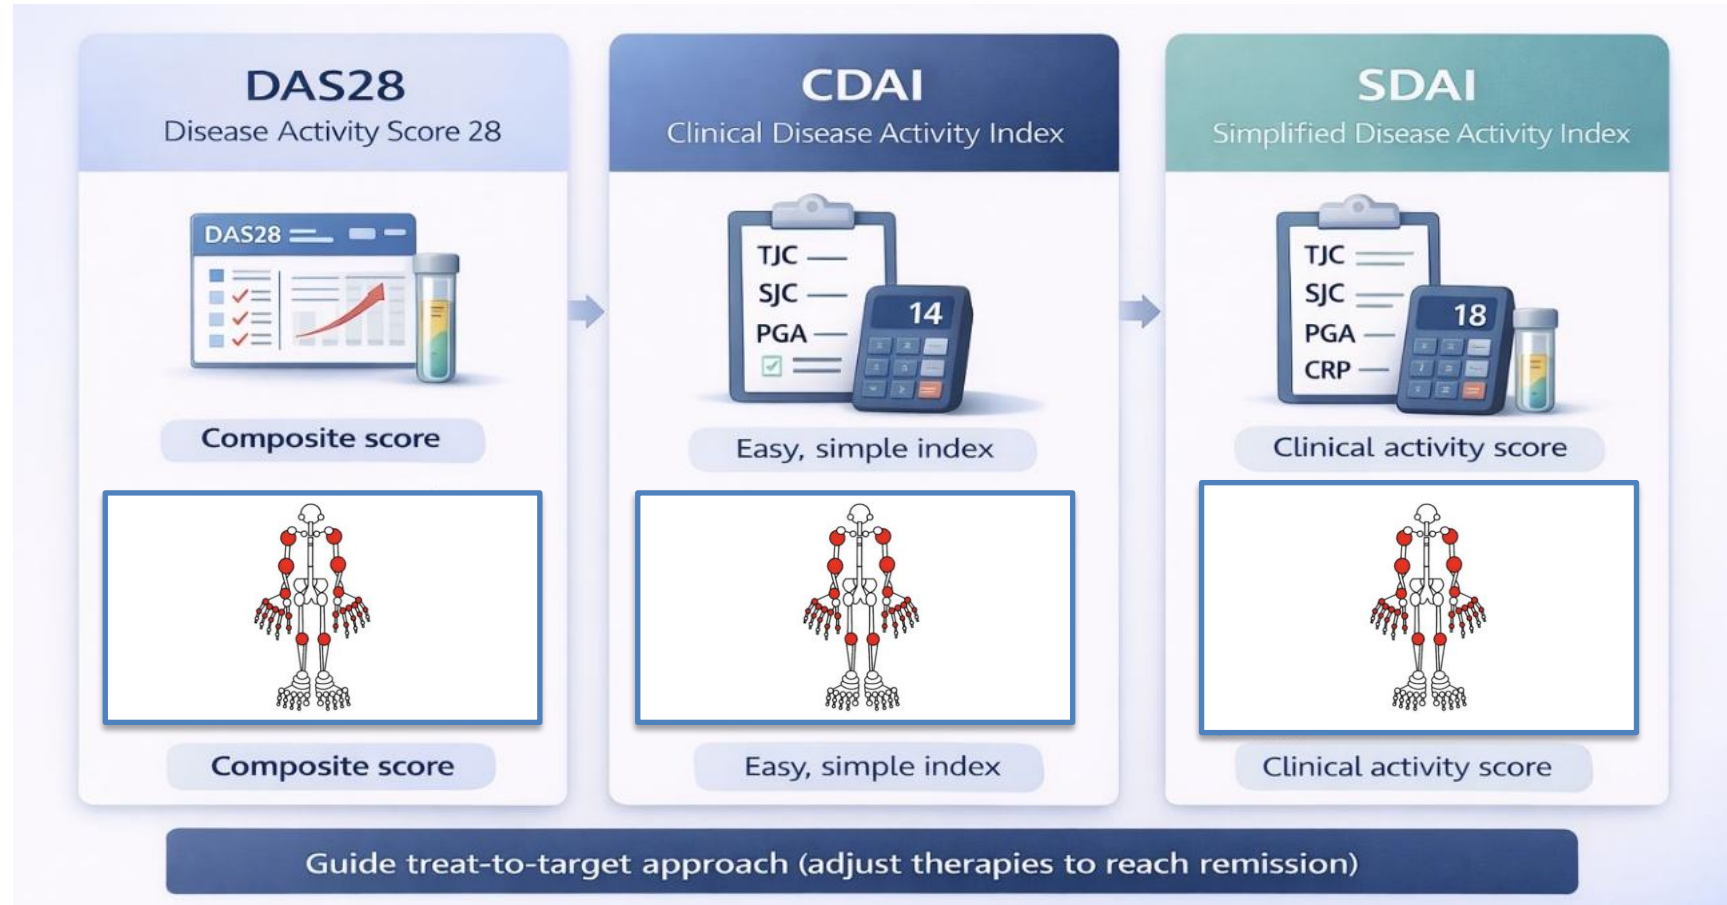 DAS28
Disease Activity Score 28
DAS28
Composite score
Composite score
CDAI
Clinical Disease Activity Index
TJC
SJC
PGA
14
Easy, simple index
Easy, simple index
SDAI
Simplified Disease Activity Index
TJC
SJC
PGA
CRP
18
Clinical activity score
Clinical activity score
Guide treat-to-target approach (adjust therapies to reach remission)